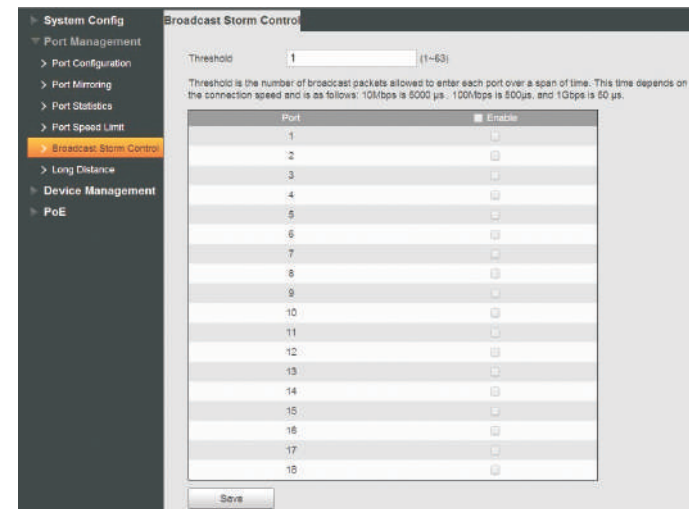 System Config
Port Management
Port Configuration
Port Mirroring
Port Statistics
Port Speed Limit
Broadcast Storm Control
Long Distance
Device Management
PoE
Broadcast Storm Control
Threshold 1 (1~63)
Threshold is the number of broadcast packets allowed to enter each port over a span of time. This time depends on
the connection speed and is as follows: 10Mbps is 5000 μs, 100Mbps is 500μs, and 1Gbps is 50 μs.
Port Enable
1
2
3
4
5
6
7
8
9
10
11
12
13
14
15
16
17
18
Save